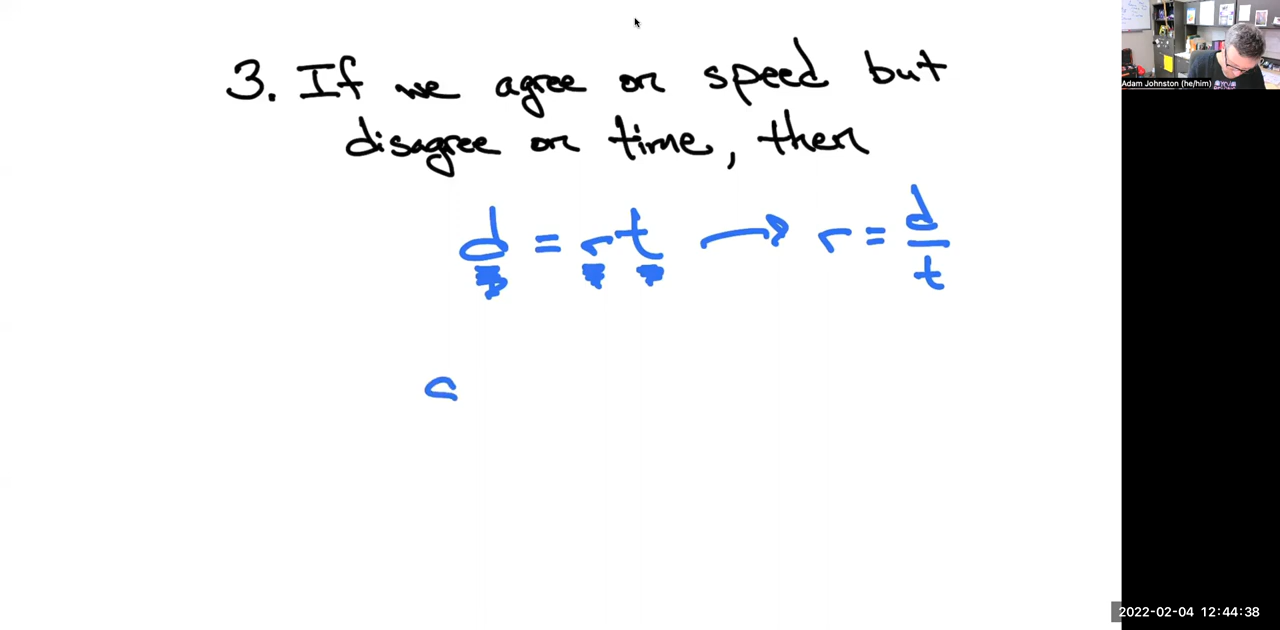 3. If we agree on speed but
disagree on time, then
d = rt → r = d/t
c
Adam Johnston (he/him)
2022-02-04 12:44:38